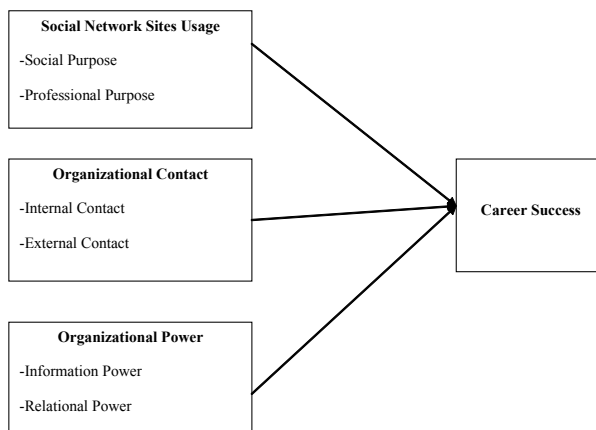 Social Network Sites Usage
-Social Purpose
-Professional Purpose
Organizational Contact
-Internal Contact
-External Contact
Career Success
Organizational Power
-Information Power
-Relational Power